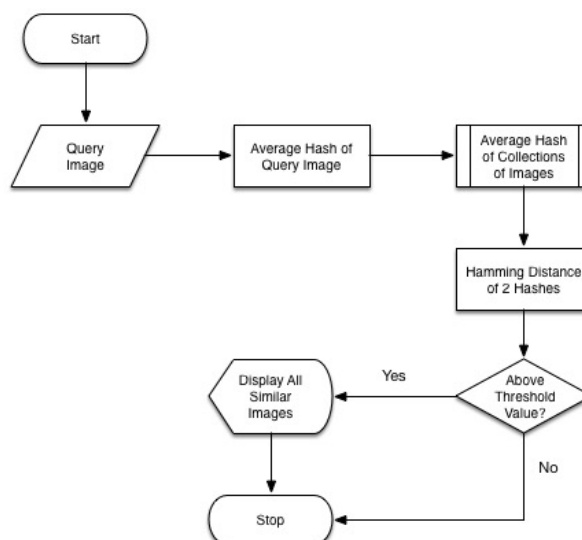 Start
Query
Image
Average Hash of
Query Image
Average Hash
of Collections
of Images
Hamming Distance
of 2 Hashes
Above
Threshold
Value?
Yes
No
Display All
Similar
Images
Stop